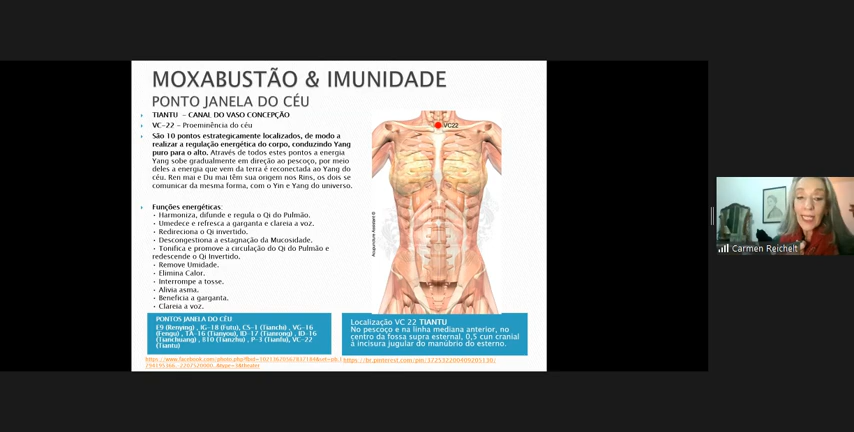 MOXABUSTÃO & IMUNIDADE
PONTO JANELA DO CÉU
TIANTU – CANAL DO VASO CONCEPÇÃO
VC-22 – Proeminência do céu
São 10 pontos estrategicamente localizados, de modo a
realizar a regulação energética do corpo, conduzindo Yang
puro para o alto. Através de todos estes pontos a energia
Yang sobe gradualmente em direção ao pescoço, por meio
deles a energia que vem da terra é reconectada ao Yang do
céu. Ren mai e Du mai têm sua origem nos Rins, os dois se
comunicar da mesma forma, com o Yin e Yang do universo.
Funções energéticas:
• Harmoniza, difunde e regula o Qi do Pulmão.
• Umedece e refresca a garganta e clareia a voz.
• Redireciona o Qi invertido.
• Descongestiona a estagnação da Mucosidade.
• Tonifica e promove a circulação do Qi do Pulmão e
redescende o Qi Invertido.
• Remove Umidade.
• Elimina Calor.
• Interrompe a tosse.
• Alivia asma.
• Beneficia a garganta.
• Clareia a voz.
VC22
Acupuncture Assistant ©
PONTOS JANELA DO CÉU
E9 (Renying) , IG-18 (Futu), CS-1 (Tianchi) , VG-16
(Fengu) , TA-16 (Tianyou), ID-17 (Tianrong) , ID-16
(Tianchuang) , B10 (Tianzhu) , P-3 (Tianfu), VC-22
(Tiantu)
Localização VC 22 TIANTU
No pescoço e na linha mediana anterior, no
centro da fossa supra esternal, 0,5 cun cranial
à incisura jugular do manúbrio do esterno.
Carmen Reichelt